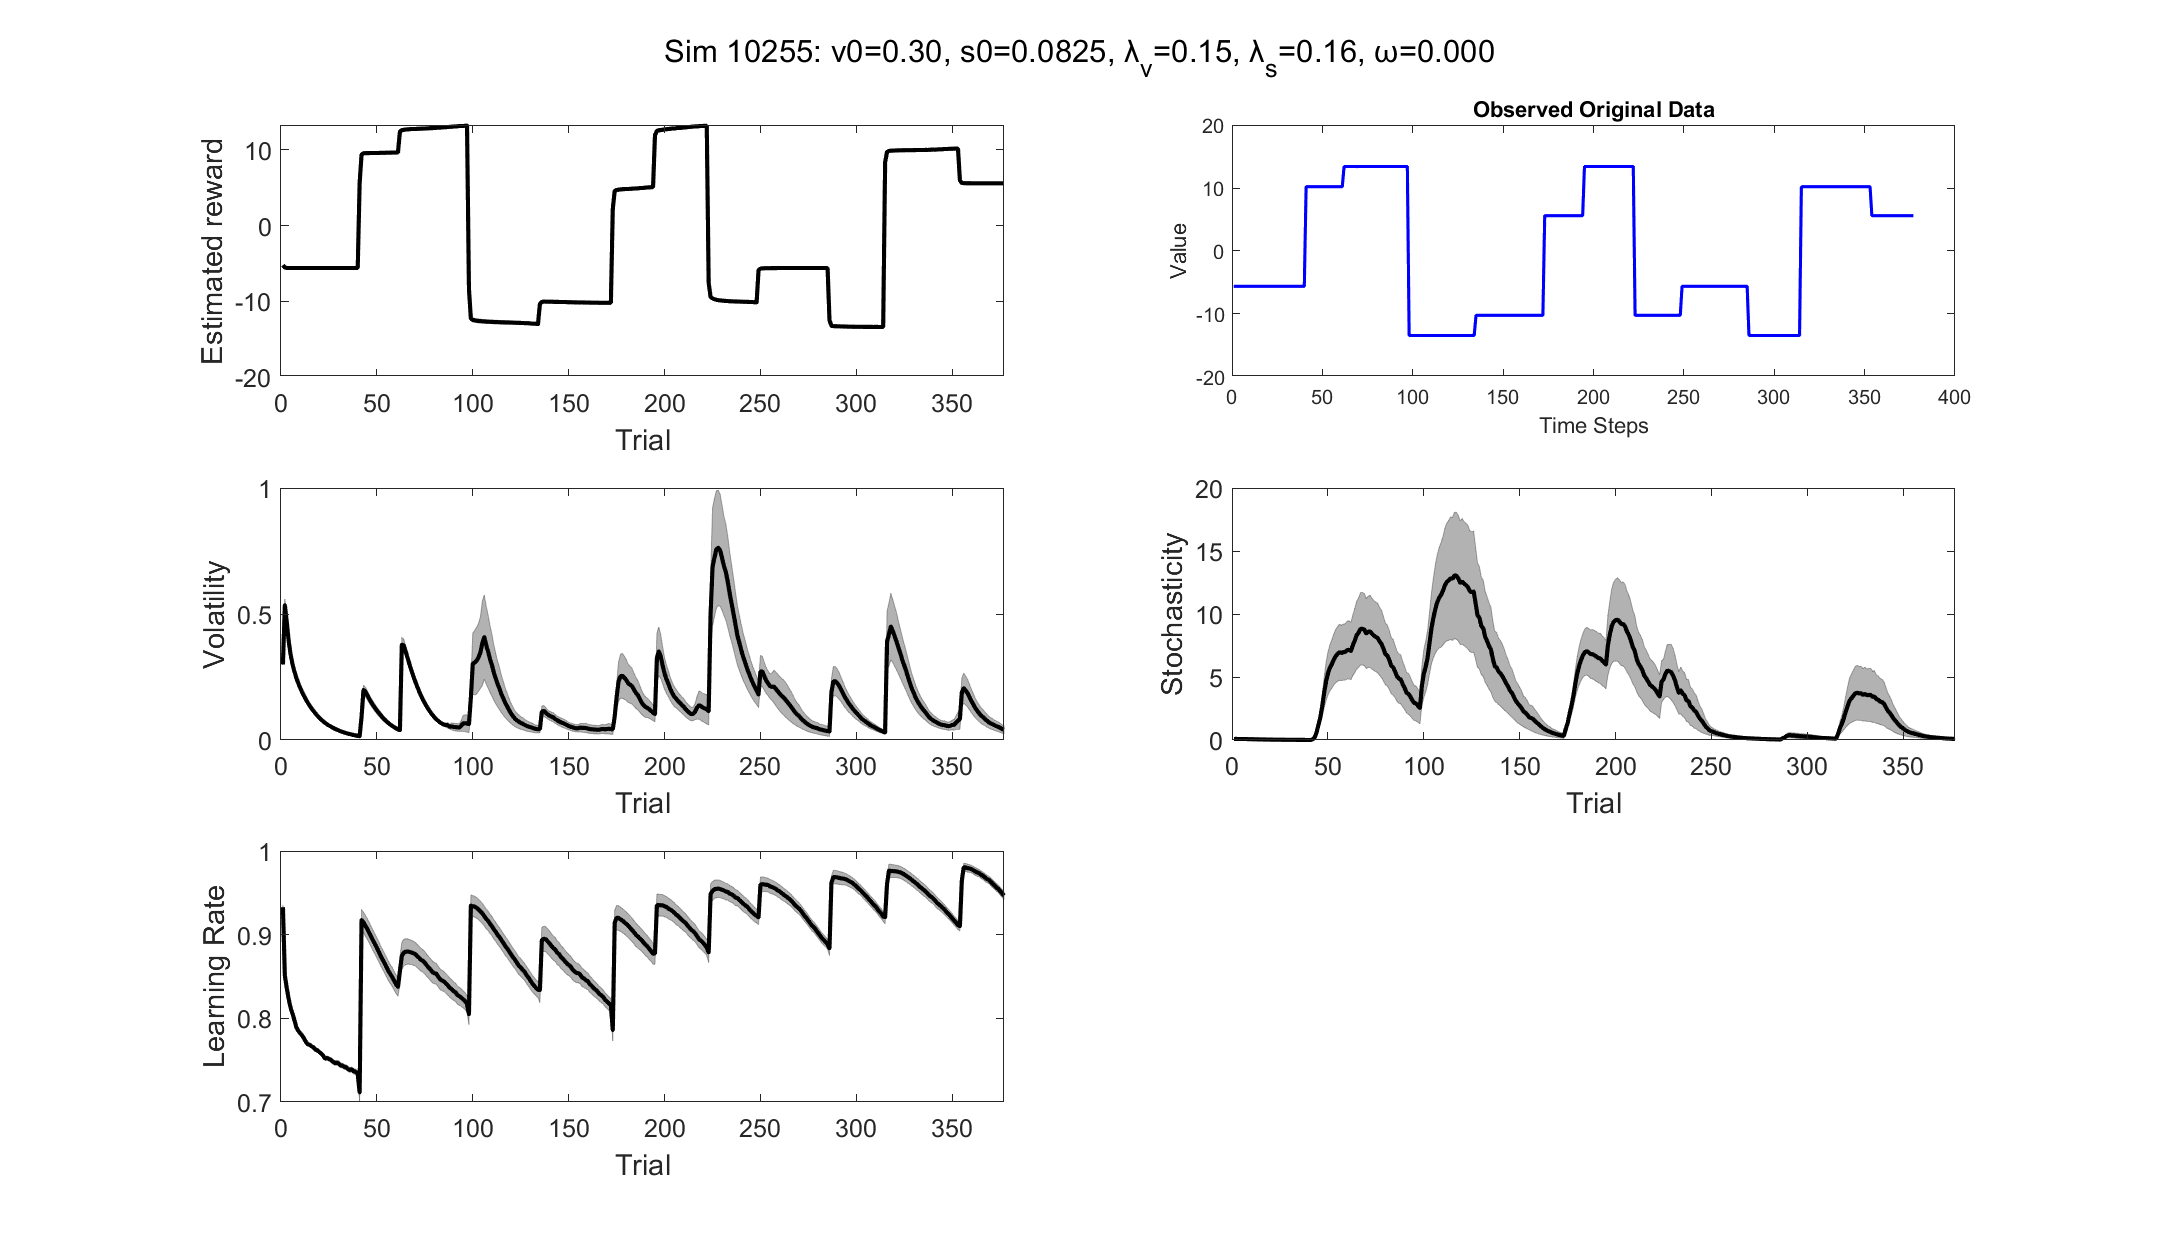 Sim 10255: v0=0.30, s0=0.0825, λ_v=0.15, λ_s=0.16, ω=0.000
Estimated reward
10
0
-10
-20
0 50 100 150 200 250 300 350
Trial
Observed Original Data
Value
20
10
0
-10
-20
0 50 100 150 200 250 300 350 400
Time Steps
Volatility
1
0.5
0
0 50 100 150 200 250 300 350
Trial
Stochasticity
20
15
10
5
0
0 50 100 150 200 250 300 350
Trial
Learning Rate
1
0.9
0.8
0.7
0 50 100 150 200 250 300 350
Trial